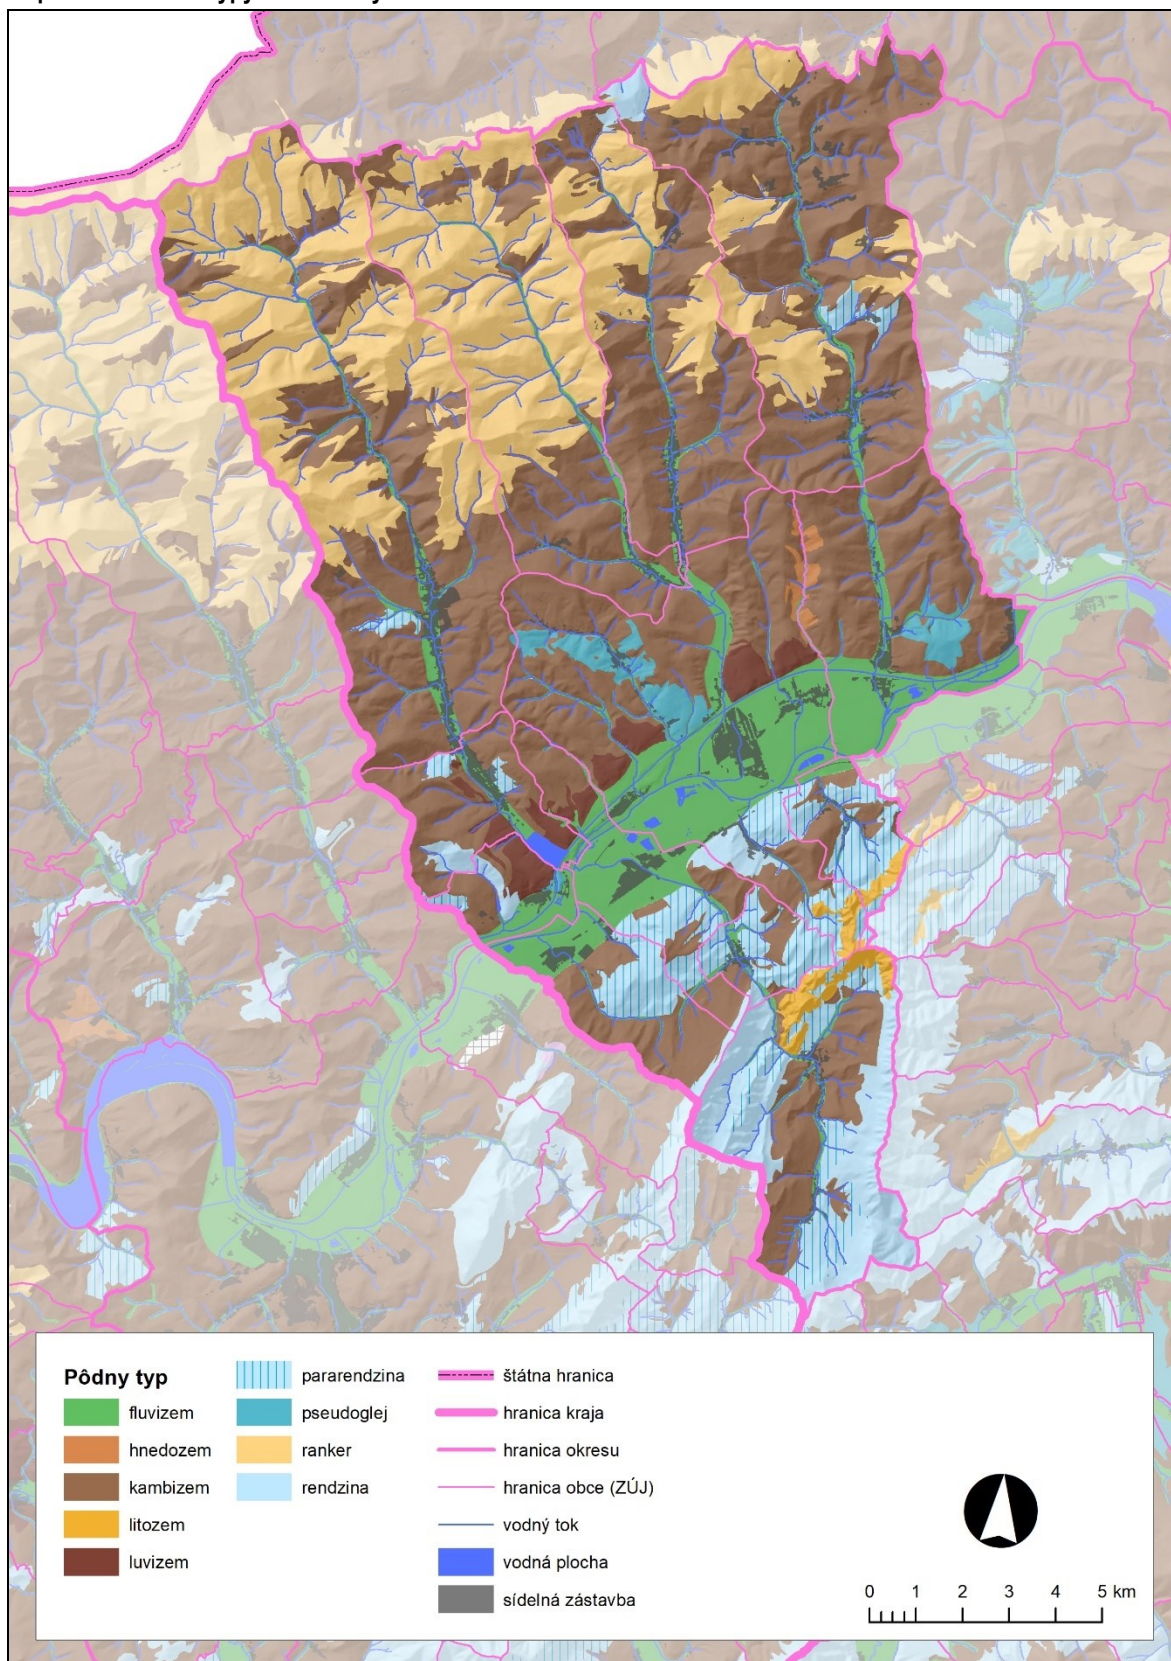 Pôdny typ
fluvizem
hnedozem
kambizem
litozem
luvizem
pararendzina
pseudoglej
ranker
rendzina
štátna hranica
hranica kraja
hranica okresu
hranica obce (ZÚJ)
vodný tok
vodná plocha
sídelná zástavba
0 1 2 3 4 5 km